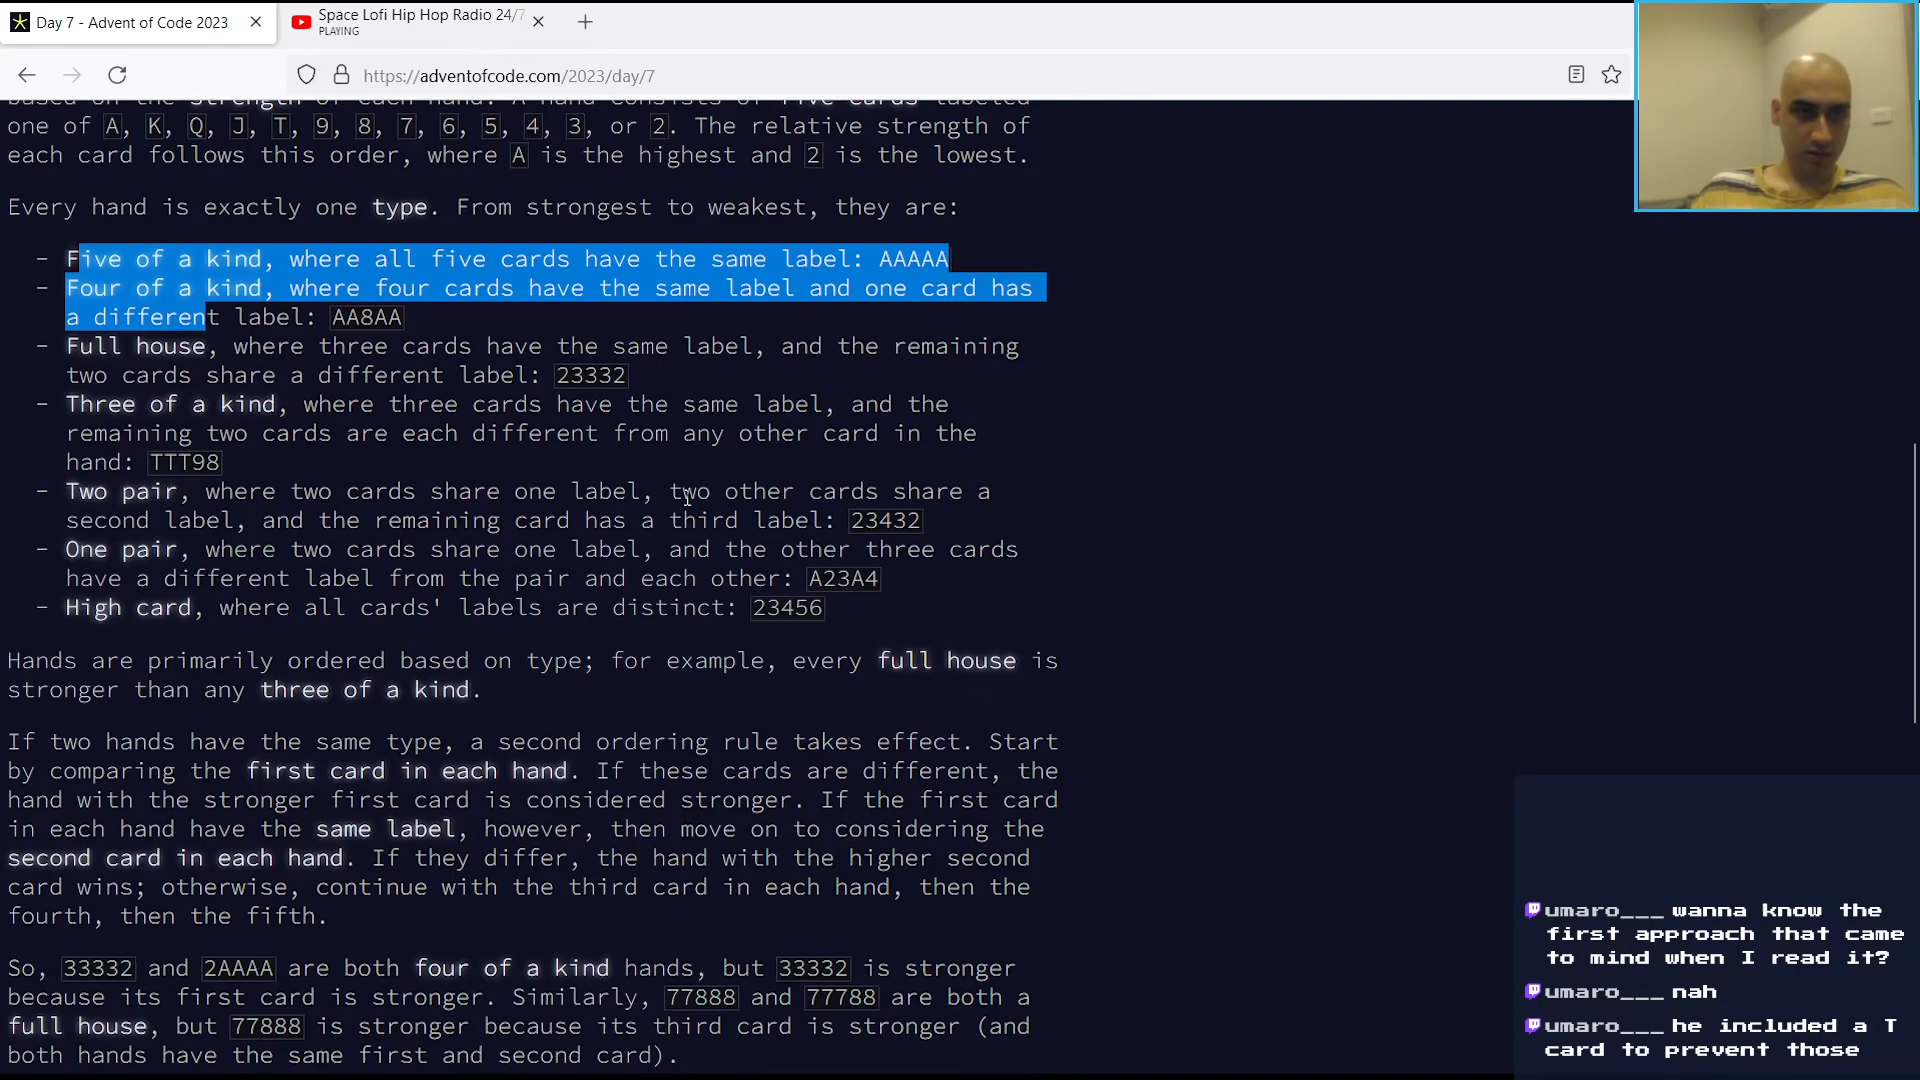 Day 7 - Advent of Code 2023
Space Lofi Hip Hop Radio 24/7
PLAYING
https://adventofcode.com/2023/day/7
based on the strength of each hand. A hand consists of five cards labeled
one of A, K, Q, J, T, 9, 8, 7, 6, 5, 4, 3, or 2. The relative strength of
each card follows this order, where A is the highest and 2 is the lowest.
Every hand is exactly one type. From strongest to weakest, they are:
- Five of a kind, where all five cards have the same label: AAAAA
- Four of a kind, where four cards have the same label and one card has
a different label: AA8AA
- Full house, where three cards have the same label, and the remaining
two cards share a different label: 23332
- Three of a kind, where three cards have the same label, and the
remaining two cards are each different from any other card in the
hand: TTT98
- Two pair, where two cards share one label, two other cards share a
second label, and the remaining card has a third label: 23432
- One pair, where two cards share one label, and the other three cards
have a different label from the pair and each other: A23A4
- High card, where all cards' labels are distinct: 23456
Hands are primarily ordered based on type; for example, every full house is
stronger than any three of a kind.
If two hands have the same type, a second ordering rule takes effect. Start
by comparing the first card in each hand. If these cards are different, the
hand with the stronger first card is considered stronger. If the first card
in each hand have the same label, however, then move on to considering the
second card in each hand. If they differ, the hand with the higher second
card wins; otherwise, continue with the third card in each hand, then the
fourth, then the fifth.
So, 33332 and 2AAAA are both four of a kind hands, but 33332 is stronger
because its first card is stronger. Similarly, 77888 and 77788 are both a
full house, but 77888 is stronger because its third card is stronger (and
both hands have the same first and second card).
umaro___ wanna know the
first approach that came
to mind when I read it?
umaro___ nah
umaro___ he included a T
card to prevent those